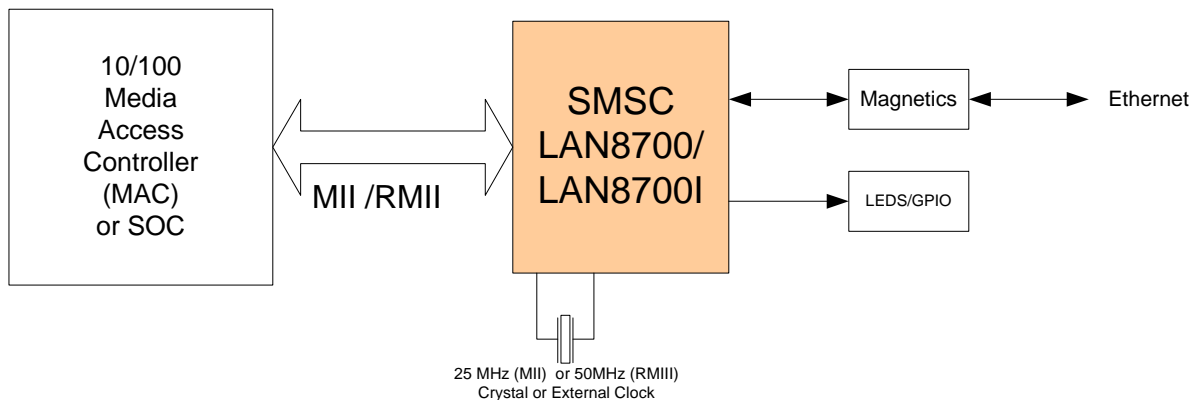 10/100
Media
Access
Controller
(MAC)
or SOC
MII /RMII
SMSC
LAN8700/
LAN8700I
Magnetics
Ethernet
LEDS/GPIO
25 MHz (MII) or 50MHz (RMIII)
Crystal or External Clock